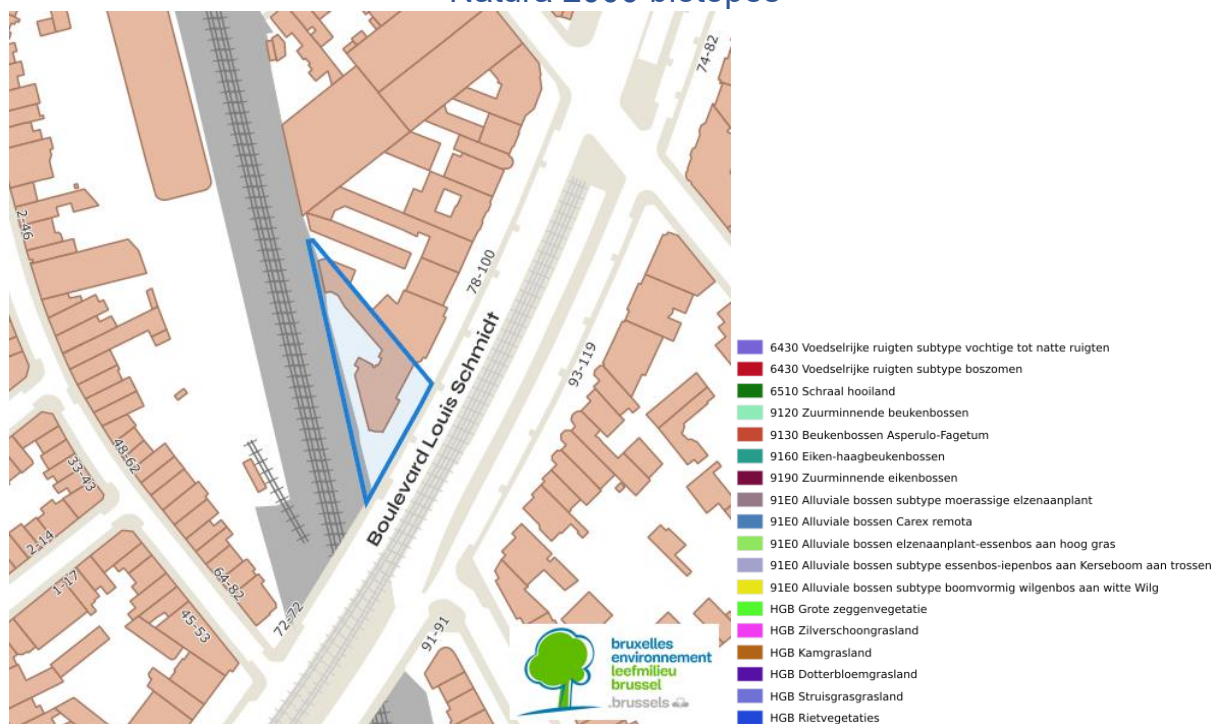 Natura 2000 biotopes
74-82
2-46
78-100
Boulevard Louis Schmidt
93-119
33-43
48-62
2-14
1-17
64-82
45-53
72-72
91-91
bruxelles
environnement
leefmilieu
brussel
.brussels
6430 Voedselrijke ruigten subtype vochtige tot natte ruigten
6430 Voedselrijke ruigten subtype boszomen
6510 Schraal hooiland
9120 Zuurminnende beukenbossen
9130 Beukenbossen Asperulo-Fagetum
9160 Eiken-haagbeukenbossen
9190 Zuurminnende eikenbossen
91E0 Alluviale bossen subtype moerassige elzenaanplant
91E0 Alluviale bossen Carex remota
91E0 Alluviale bossen elzenaanplant-essenbos aan hoog gras
91E0 Alluviale bossen subtype essenbos-iepenbos aan Kerseboom aan trossen
91E0 Alluviale bossen subtype boomvormig wilgenbos aan witte Wilg
HGB Grote zeggenvegetatie
HGB Zilverschoongrasland
HGB Kamgrasland
HGB Dotterbloemgrasland
HGB Struisgrasgrasland
HGB Rietvegetaties